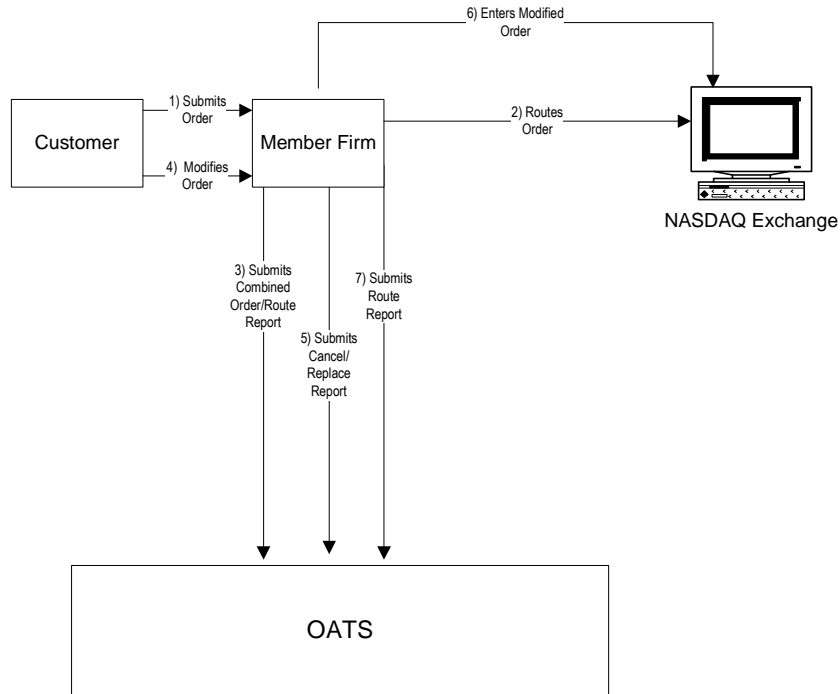 6) Enters Modified
Order
1) Submits
Order
2) Routes
Order
Customer
Member Firm
4) Modifies
Order
NASDAQ Exchange
3) Submits
Combined
Order/Route
Report
7) Submits
Route
Report
5) Submits
Cancel/
Replace
Report
OATS